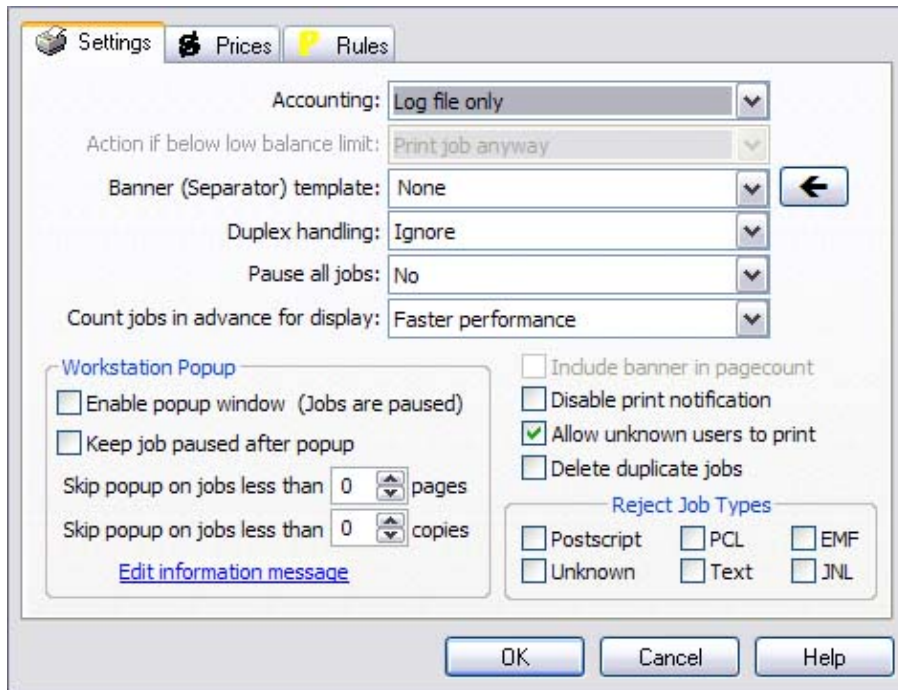 Settings Prices Rules
Accounting: Log file only
Action if below low balance limit: Print job anyway
Banner (Separator) template: None
Duplex handling: Ignore
Pause all jobs: No
Count jobs in advance for display: Faster performance
Workstation Popup
Enable popup window (Jobs are paused)
Keep job paused after popup
Skip popup on jobs less than 0 pages
Skip popup on jobs less than 0 copies
Edit information message
Include banner in pagecount
Disable print notification
Allow unknown users to print
Delete duplicate jobs
Reject Job Types
Postscript PCL EMF
Unknown Text JNL
OK Cancel Help